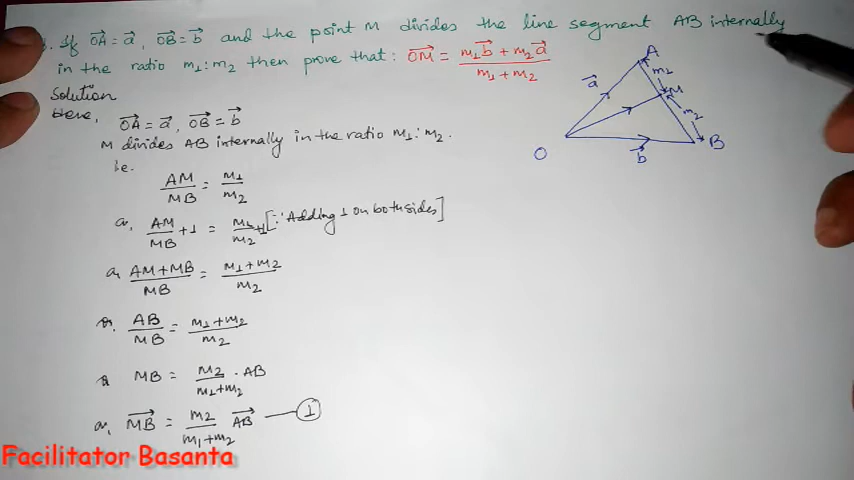 If OA→ = a→, OB→ = b→ and the point M divides the line segment AB internally
in the ratio m1:m2 then prove that: OM→ = (m1 b→ + m2 a→)/(m1+m2)
Solution
Here,
OA→ = a→, OB→ = b→
M divides AB internally in the ratio m1:m2.
i.e.
AM/MB = m1/m2
or, AM/MB + 1 = m1/m2 + 1 [∵ Adding 1 on both sides]
or, (AM+MB)/MB = (m1+m2)/m2
or, AB/MB = (m1+m2)/m2
or MB = m2/(m1+m2) · AB
or, MB→ = m2/(m1+m2) AB→ — ①
A
a→
m1
M
m2
O
b→
B
Facilitator Basanta